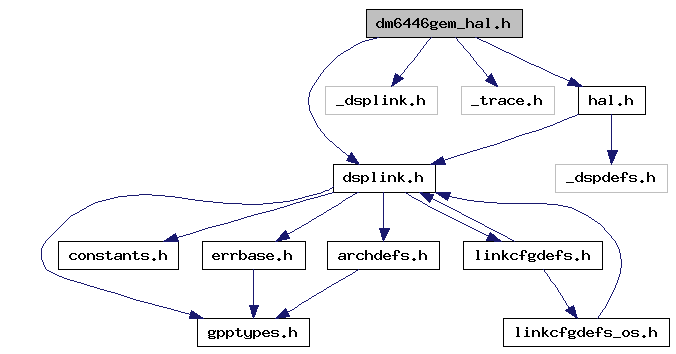 dm6446gem_hal.h
_dsplink.h
_trace.h
hal.h
dsplink.h
_dspdefs.h
constants.h
errbase.h
archdefs.h
linkcfgdefs.h
gpptypes.h
linkcfgdefs_os.h